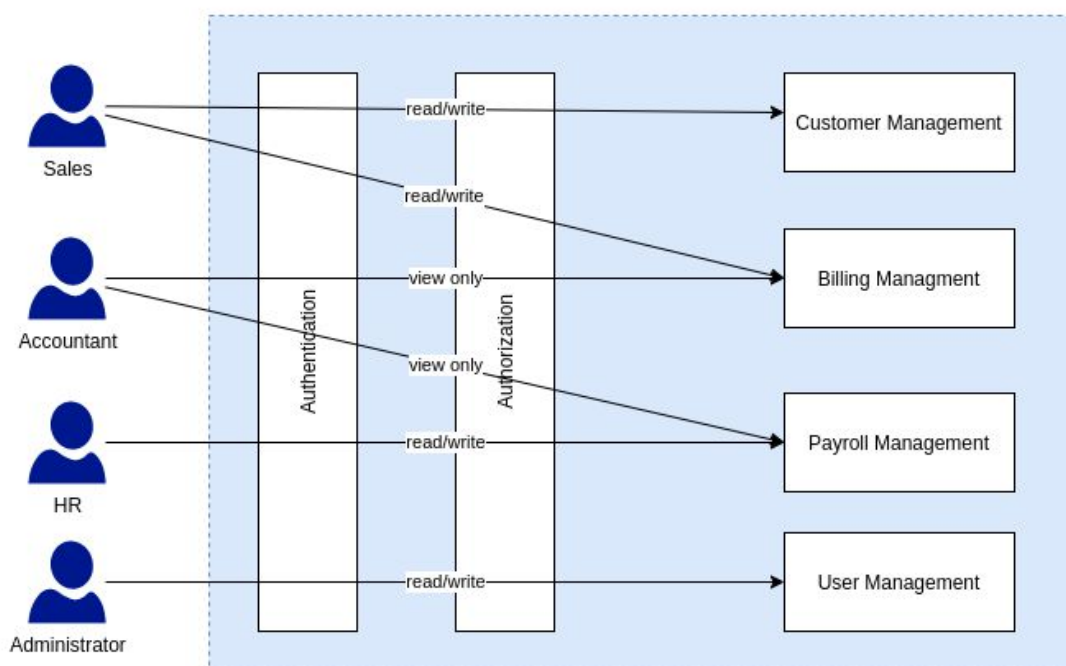 Sales
Accountant
HR
Administrator
Authentication
Authorization
read/write
read/write
view only
view only
read/write
read/write
Customer Management
Billing Managment
Payroll Management
User Management